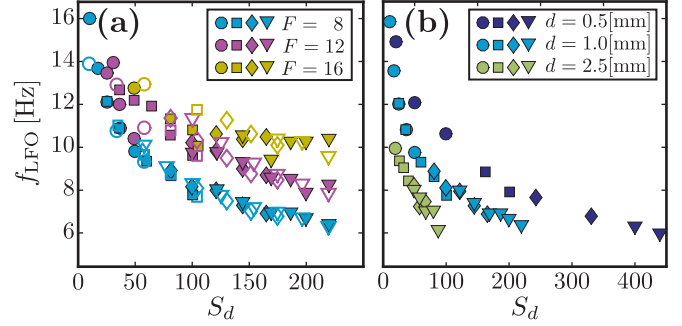 (a)
F = 8
F = 12
F = 16
(b)
d = 0.5[mm]
d = 1.0[mm]
d = 2.5[mm]
f_LFO [Hz]
16
14
12
10
8
6
0 50 100 150 200
S_d
0 100 200 300 400
S_d